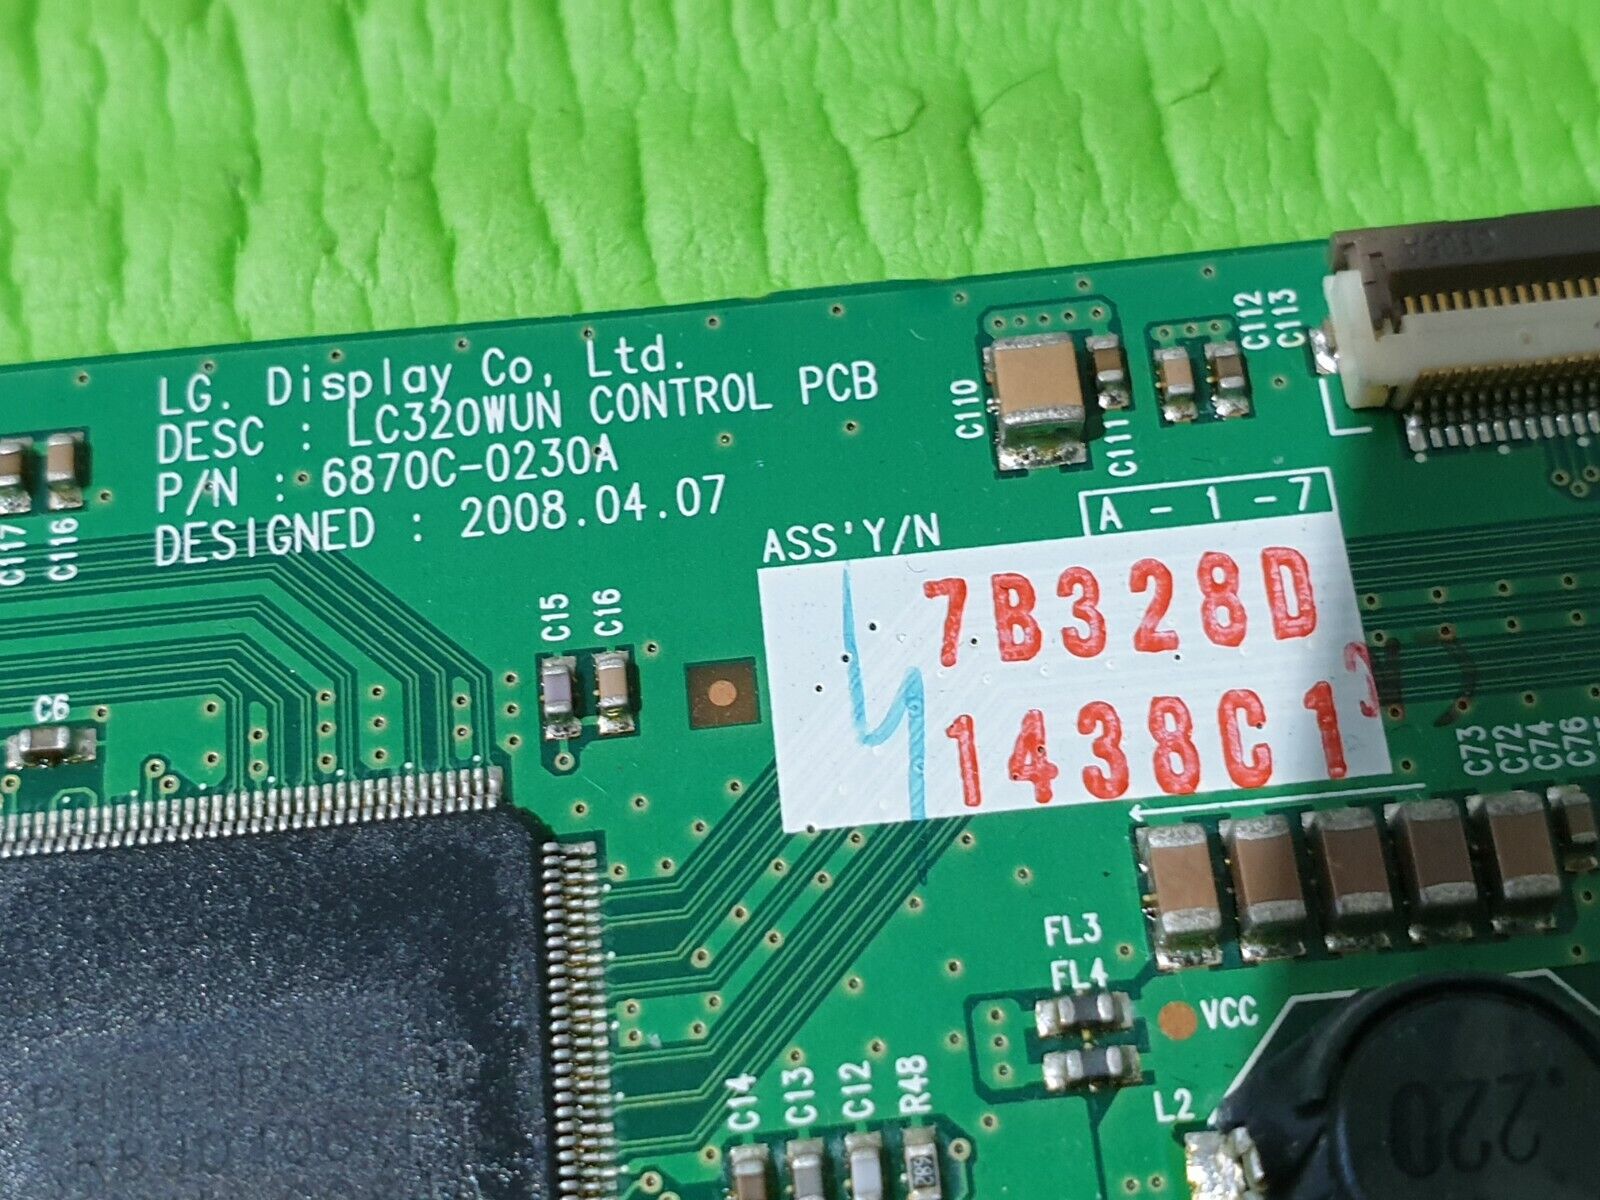 LG. Display Co, Ltd.
DESC : LC320WUN CONTROL PCB
P/N : 6870C-0230A
DESIGNED : 2008.04.07
ASS'Y/N
A - 1 - 7
7B328D
1438C1
C110
C111
C112
C113
C117
C116
C15
C16
C6
C73
C72
C74
C76
FL3
FL4
VCC
L2
220
C14
C13
C12
R48